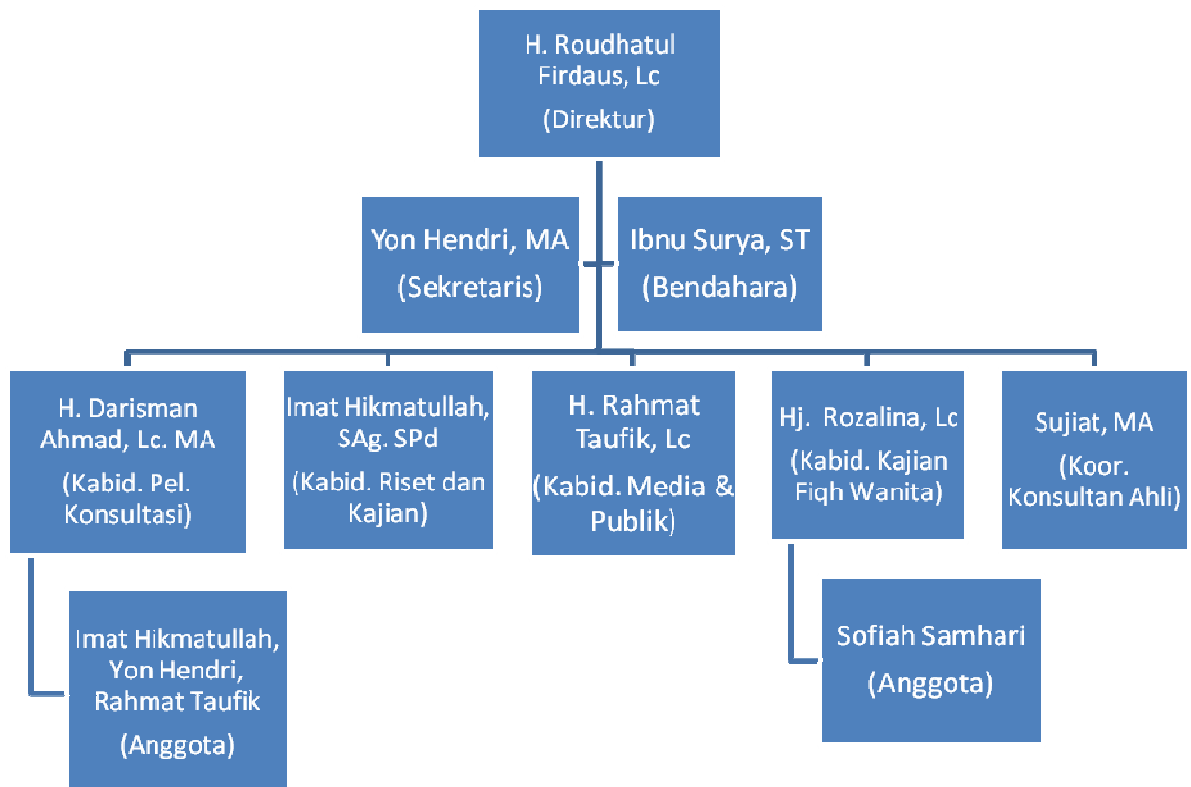 H. Roudhatul
Firdaus, Lc
(Direktur)
Yon Hendri, MA
(Sekretaris)
Ibnu Surya, ST
(Bendahara)
H. Darisman
Ahmad, Lc. MA
(Kabid. Pel.
Konsultasi)
Imat Hikmatullah,
SAg. SPd
(Kabid. Riset dan
Kajian)
H. Rahmat
Taufik, Lc
(Kabid. Media &
Publik)
Hj. Rozalina, Lc
(Kabid. Kajian
Fiqh Wanita)
Sujiat, MA
(Koor.
Konsultan Ahli)
Imat Hikmatullah,
Yon Hendri,
Rahmat Taufik
(Anggota)
Sofiah Samhari
(Anggota)